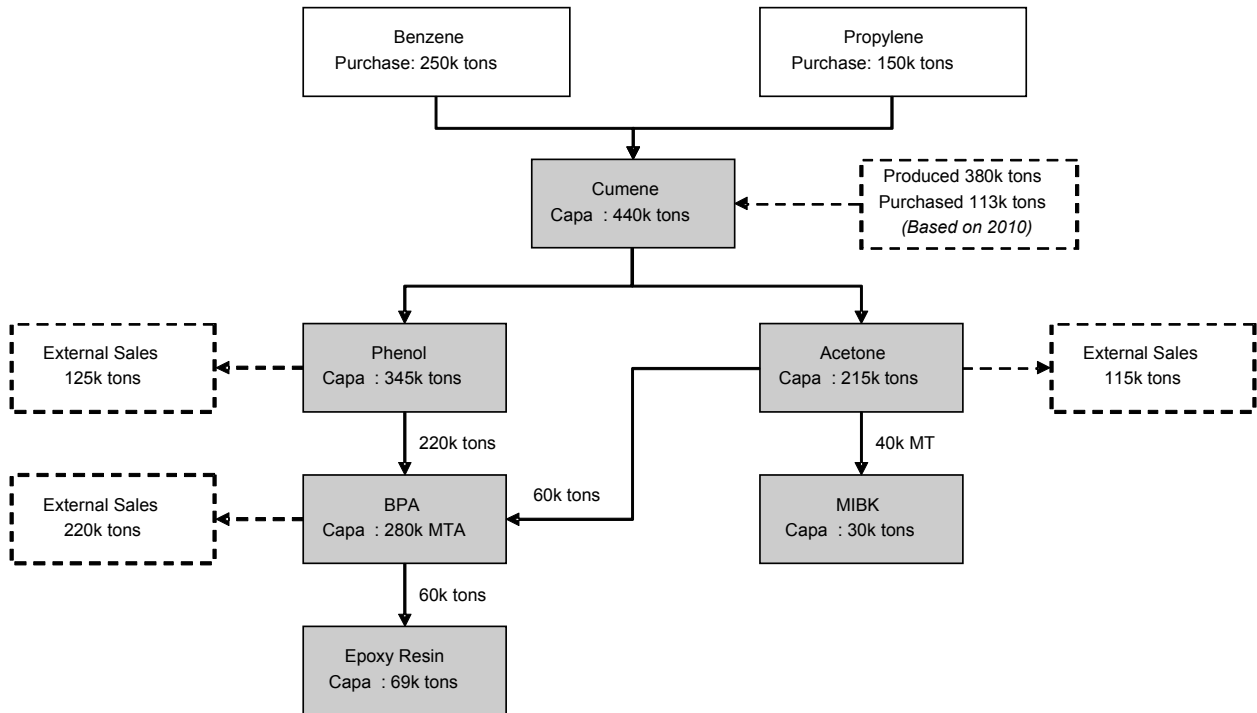 Benzene
Purchase: 250k tons
Propylene
Purchase: 150k tons
Cumene
Capa : 440k tons
Produced 380k tons
Purchased 113k tons
(Based on 2010)
External Sales
125k tons
Phenol
Capa : 345k tons
Acetone
Capa : 215k tons
External Sales
115k tons
220k tons
40k MT
External Sales
220k tons
BPA
Capa : 280k MTA
60k tons
MIBK
Capa : 30k tons
60k tons
Epoxy Resin
Capa : 69k tons